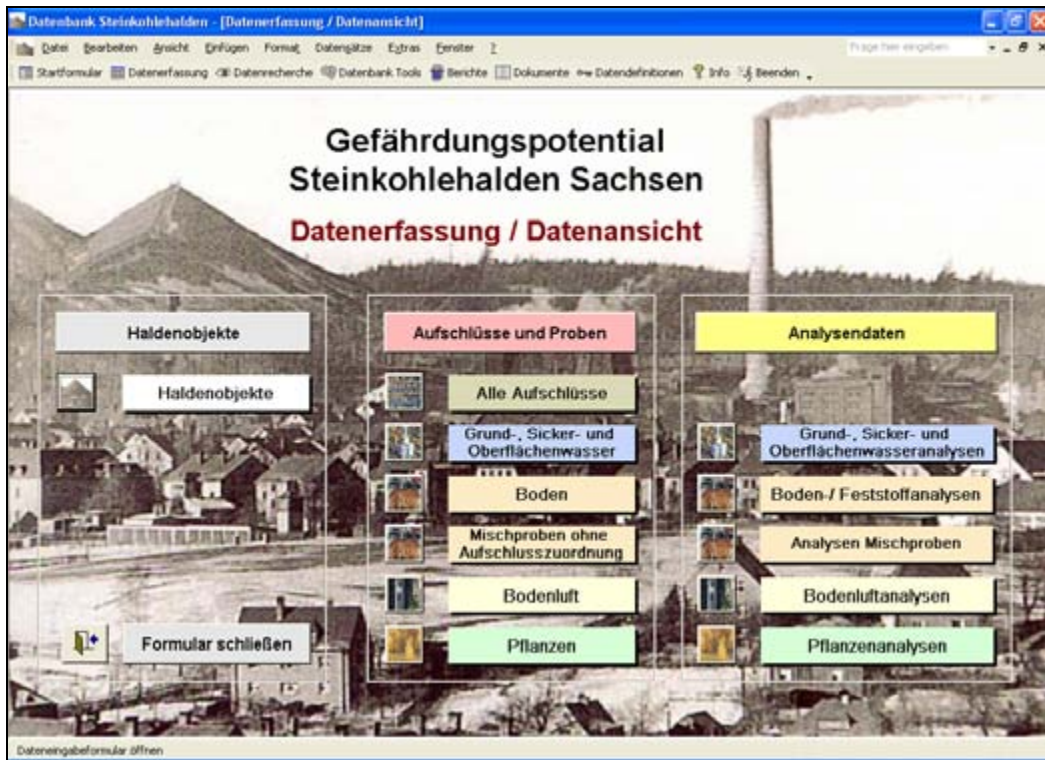 Datenbank Steinkohlehalden - [Datenerfassung / Datenansicht]
Datei Bearbeiten Ansicht Einfügen Format Datensätze Extras Fenster ?
Frage hier eingeben
Startformular Datenerfassung Datenrecherche Datenbank Tools Berichte Dokumente Datendefinitionen Info Beenden
Gefährdungspotential
Steinkohlehalden Sachsen
Datenerfassung / Datenansicht
Haldenobjekte
Haldenobjekte
Formular schließen
Aufschlüsse und Proben
Alle Aufschlüsse
Grund-, Sicker- und
Oberflächenwasser
Boden
Mischproben ohne
Aufschlusszuordnung
Bodenluft
Pflanzen
Analysendaten
Grund-, Sicker- und
Oberflächenwasseranalysen
Boden-/ Feststoffanalysen
Analysen Mischproben
Bodenluftanalysen
Pflanzenanalysen
Dateneingabeformular öffnen